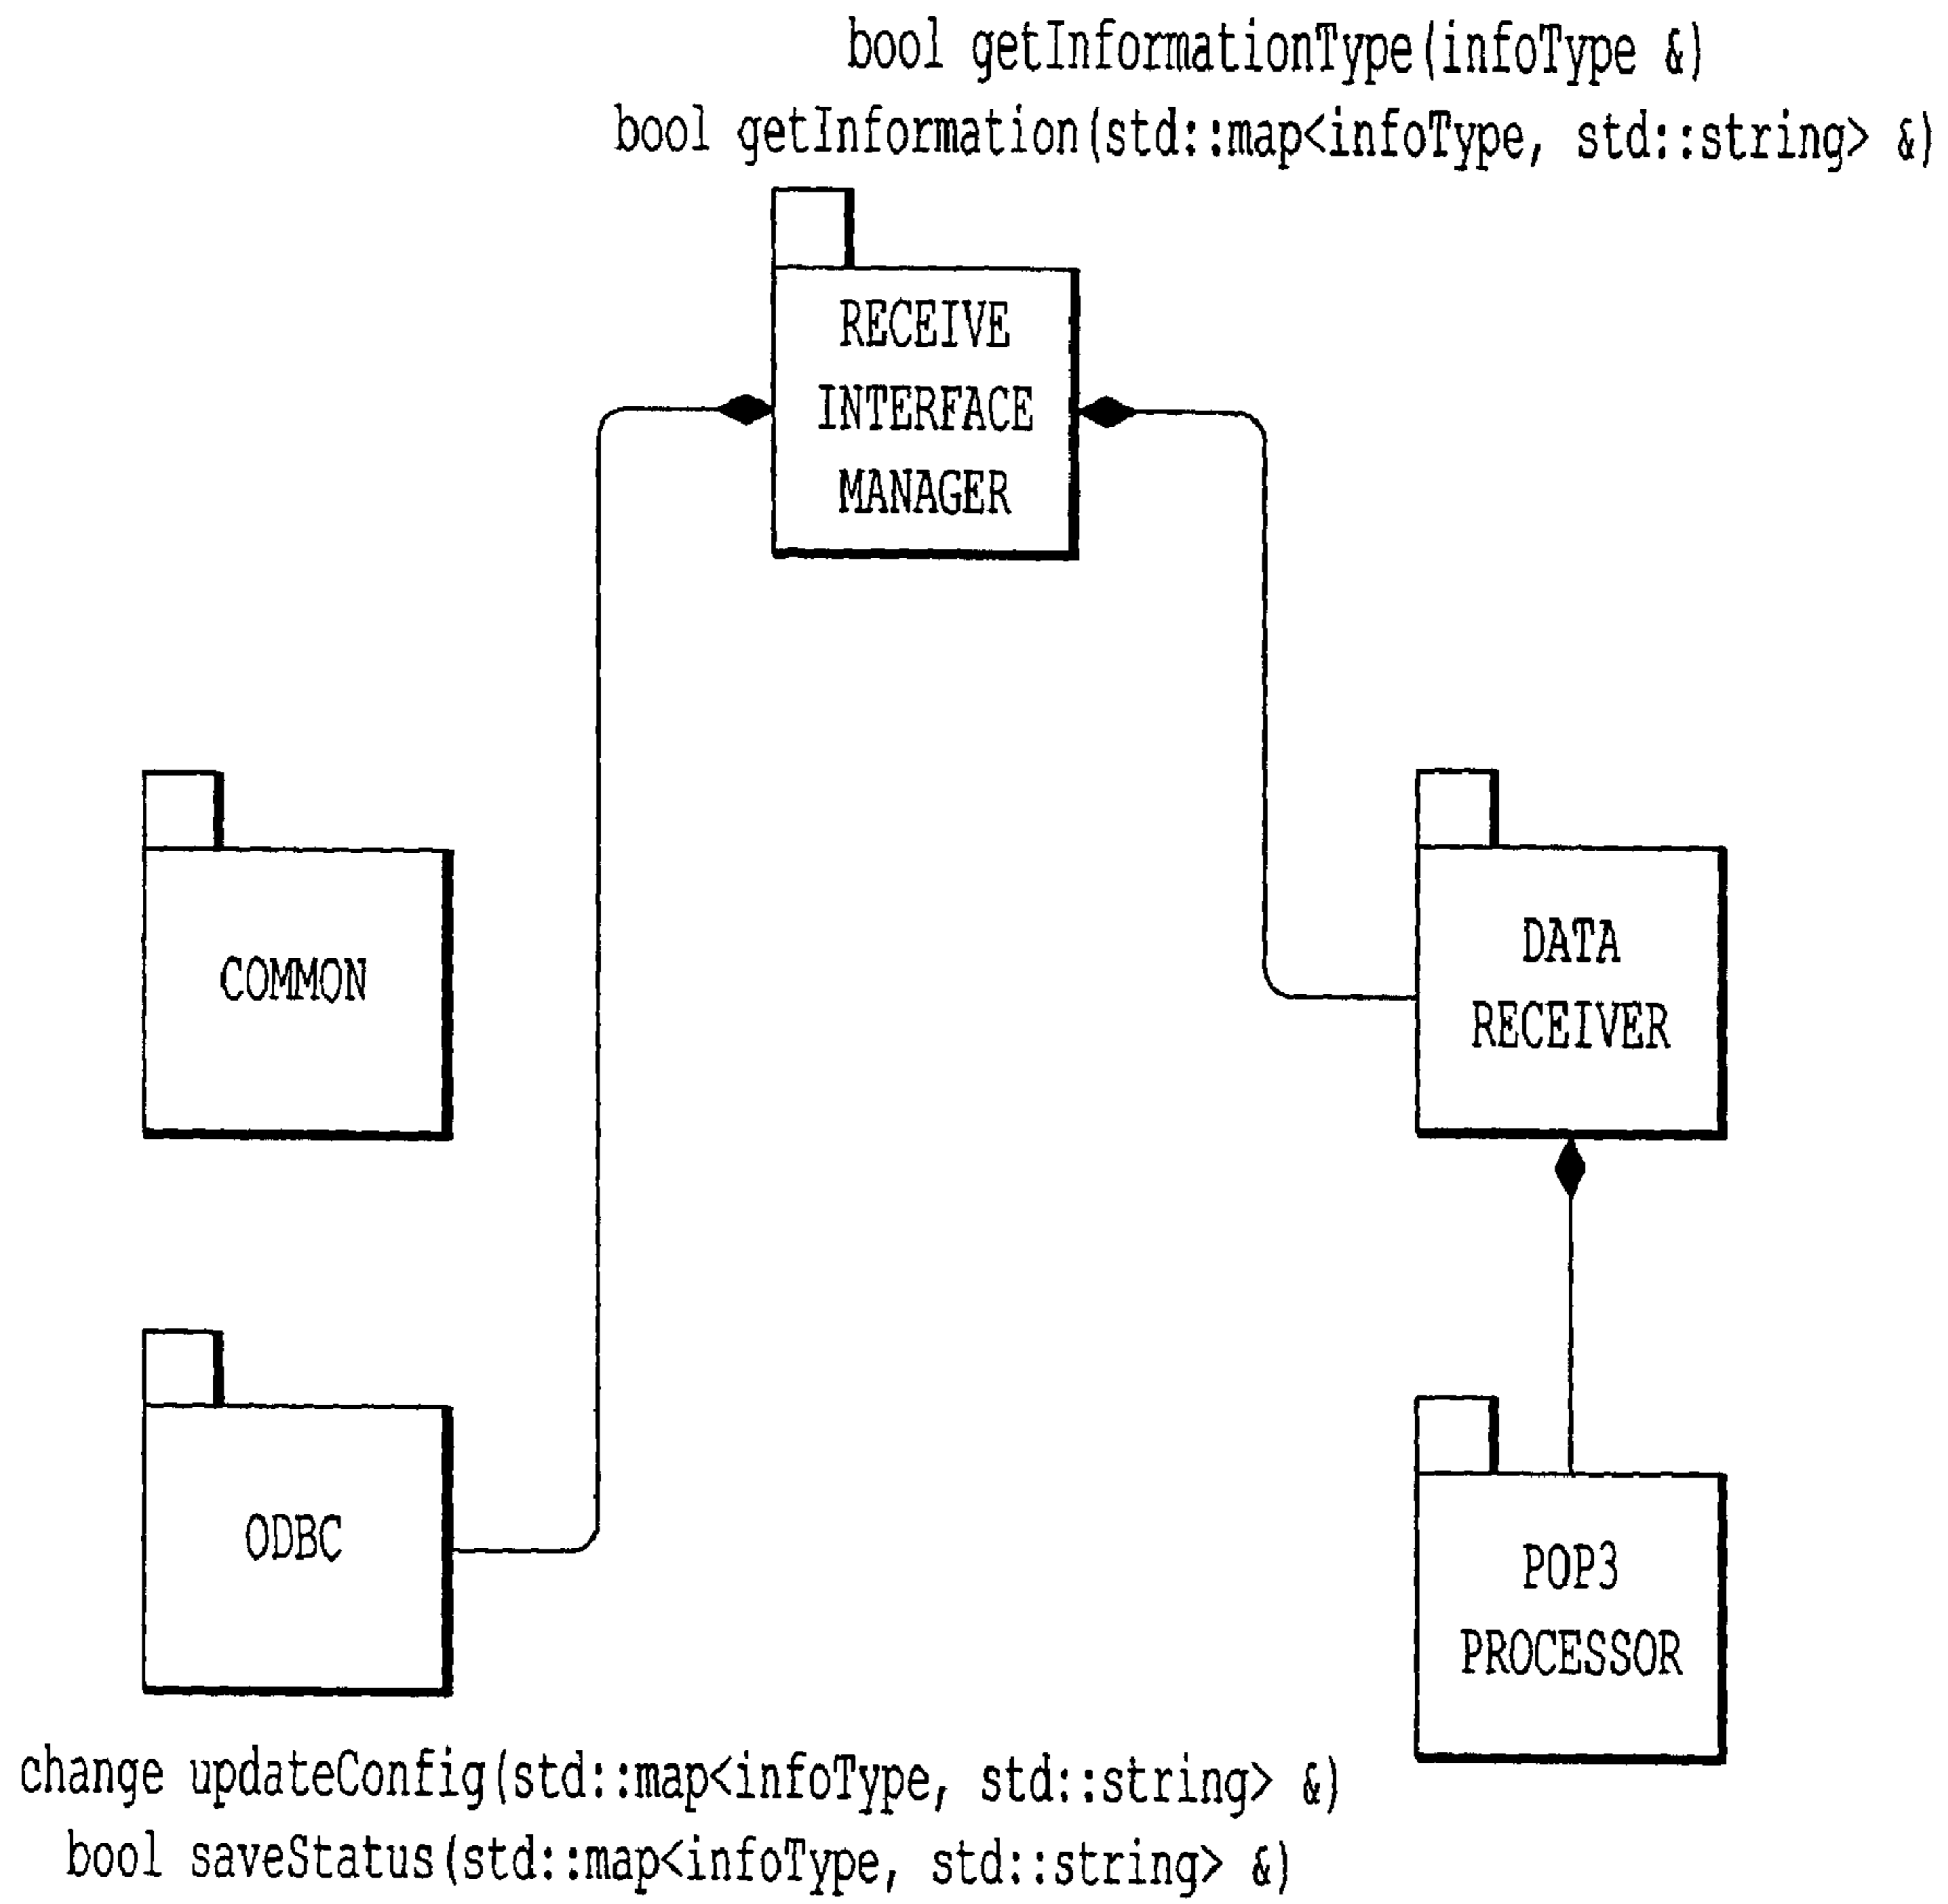 bool getInformationType(infoType &)
bool getInformation(std::map<infoType, std::string> &)
RECEIVE
INTERFACE
MANAGER
COMMON
DATA
RECEIVER
ODBC
POP3
PROCESSOR
change updateConfig(std::map<infoType, std::string> &)
bool saveStatus(std::map<infoType, std::string> &)